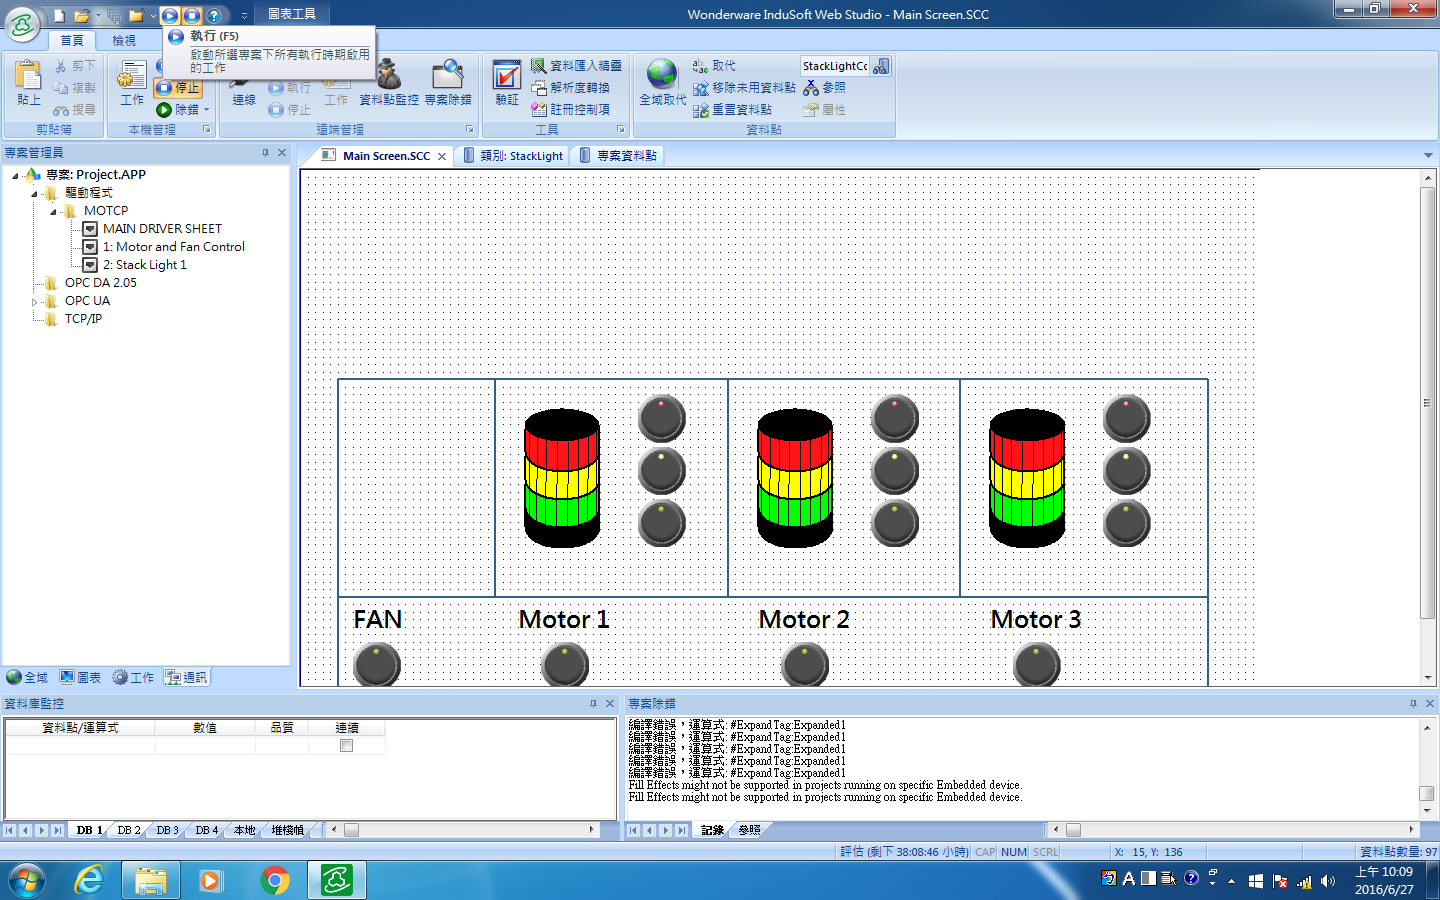 圖表工具
Wonderware InduSoft Web Studio - Main Screen.SCC
首頁
檢視
執行 (F5)
啟動所選專案下所有執行時期啟用
的工作
貼上
剪下
複製
搜尋
剪貼簿
工作
停止
除錯
本機管理
連線
執行
停止
工作
資料點監控
專案除錯
遠端管理
驗証
資料匯入精靈
解析度轉換
註冊控制項
工具
全域取代
取代
移除未用資料點
重置資料點
StackLightCc
參照
屬性
資料點
專案管理員
專案: Project.APP
驅動程式
MOTCP
MAIN DRIVER SHEET
1: Motor and Fan Control
2: Stack Light 1
OPC DA 2.05
OPC UA
TCP/IP
全域
圖表
工作
通訊
Main Screen.SCC
類別: StackLight
專案資料點
FAN
Motor 1
Motor 2
Motor 3
資料庫監控
資料點/運算式
數值
品質
連續
DB 1
DB 2
DB 3
DB 4
本地
堆棧幀
專案除錯
編譯錯誤，運算式: #ExpandTag:Expanded1
編譯錯誤，運算式: #ExpandTag:Expanded1
編譯錯誤，運算式: #ExpandTag:Expanded1
編譯錯誤，運算式: #ExpandTag:Expanded1
編譯錯誤，運算式: #ExpandTag:Expanded1
Fill Effects might not be supported in projects running on specific Embedded device.
Fill Effects might not be supported in projects running on specific Embedded device.
記錄
參照
評估 (剩下 38:08:46 小時)
CAP
NUM
SCRL
X: 15, Y: 136
資料點數量: 97
上午 10:09
2016/6/27